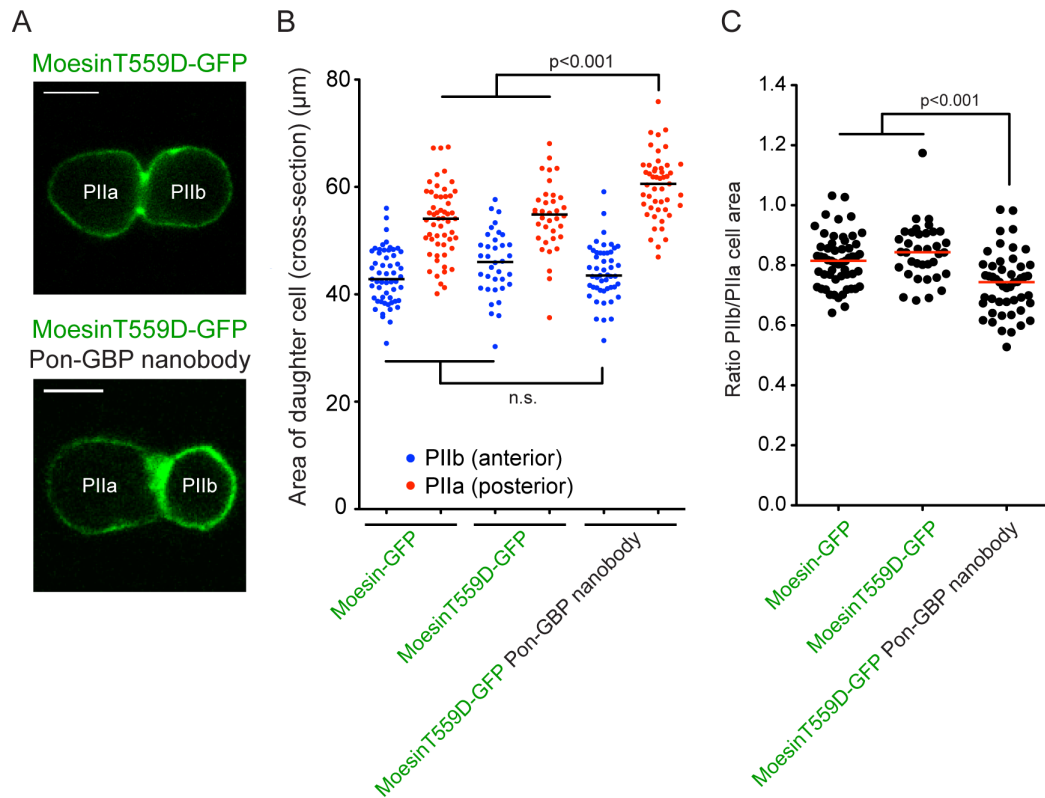 A
MoesinT559D-GFP
PIIa PIIb
MoesinT559D-GFP
Pon-GBP nanobody
PIIa PIIb
B
Area of daughter cell (cross-section) (μm)
80
60
40
20
0
p<0.001
n.s.
PIIb (anterior)
PIIa (posterior)
Moesin-GFP
MoesinT559D-GFP
MoesinT559D-GFP Pon-GBP nanobody
C
Ratio PIIb/PIIa cell area
1.4
1.2
1.0
0.8
0.6
0.4
0.2
0.0
p<0.001
Moesin-GFP
MoesinT559D-GFP
MoesinT559D-GFP Pon-GBP nanobody